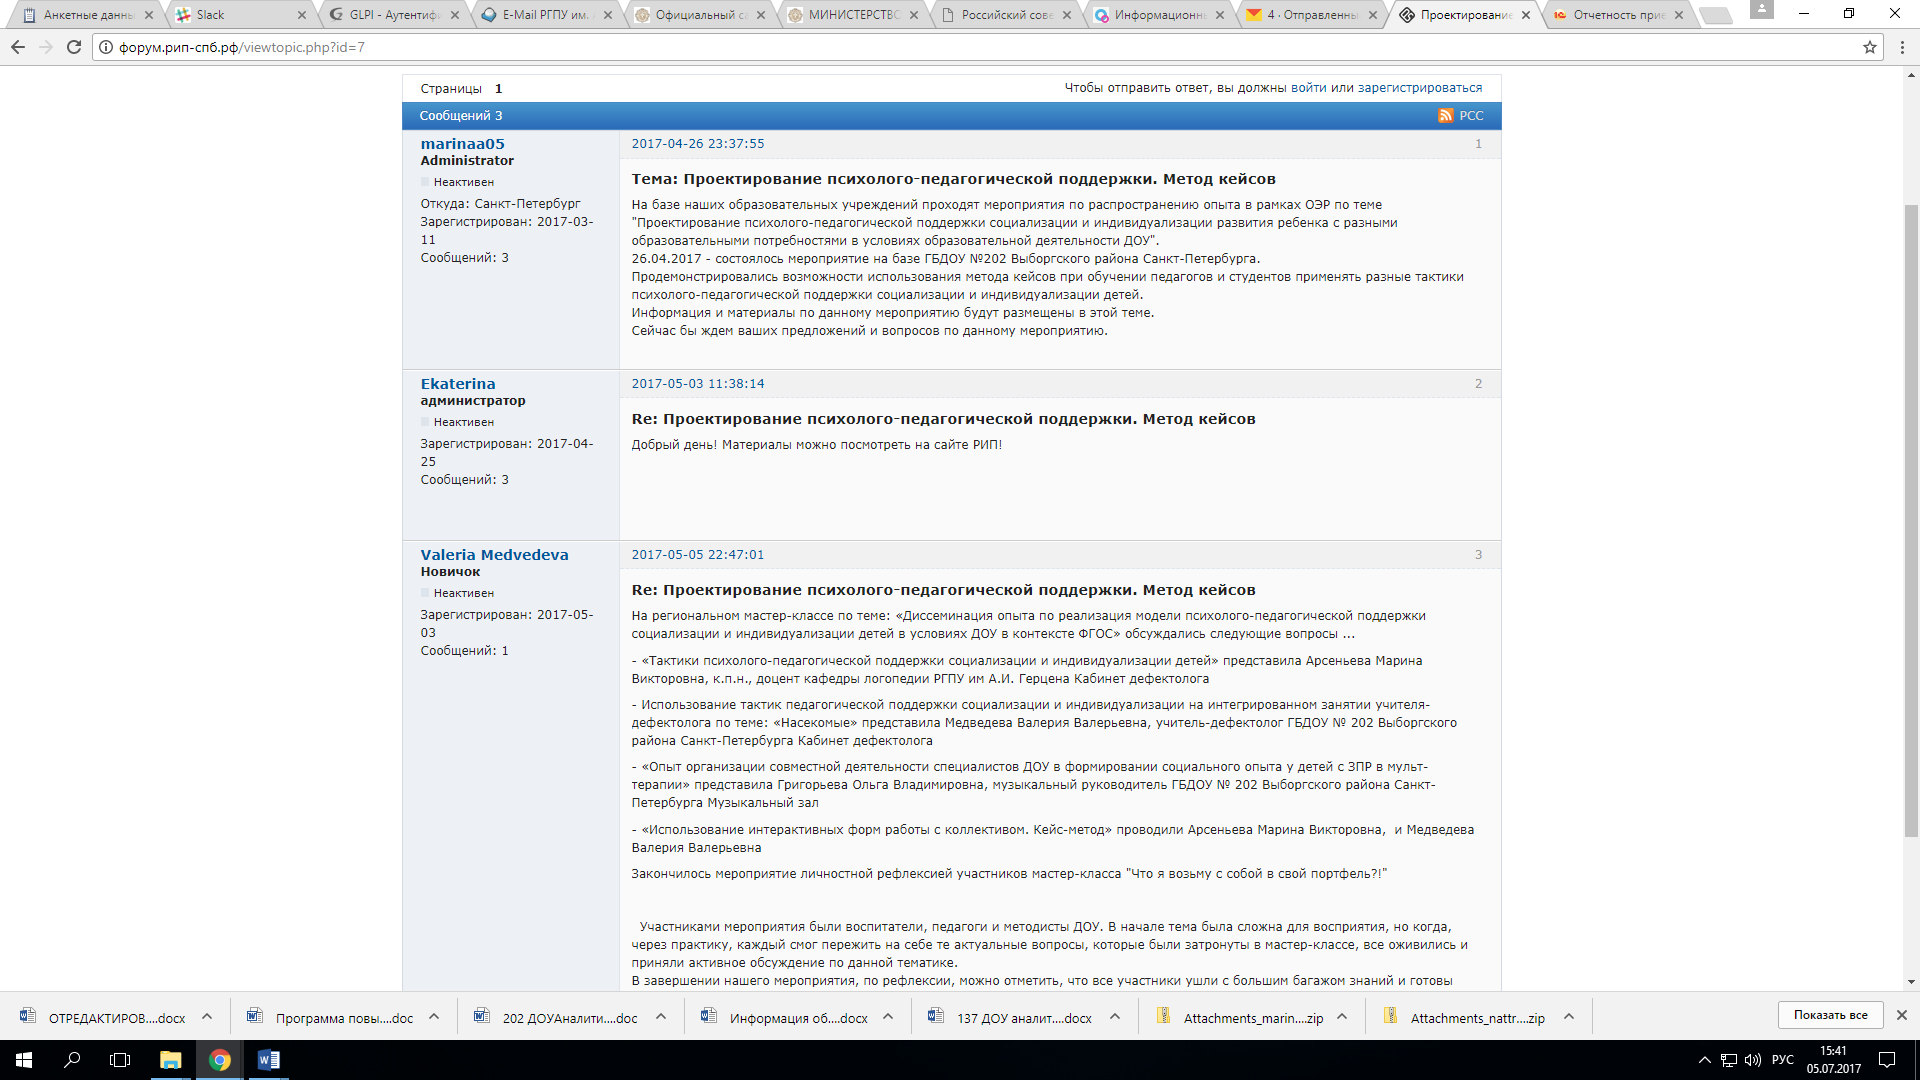 Анкетные данны
Slack
GLPI - Аутентифи
E-Mail РГПУ им.
Официальный са
МИНИСТЕРСТВО
Российский сове
Информационн
4 · Отправленны
Проектирование
Отчетность прие
форум.рип-спб.рф/viewtopic.php?id=7
Страницы 1
Чтобы отправить ответ, вы должны войти или зарегистрироваться
Сообщений 3
РСС
marinaa05
Administrator
Неактивен
Откуда: Санкт-Петербург
Зарегистрирован: 2017-03-
11
Сообщений: 3
2017-04-26 23:37:55
1
Тема: Проектирование психолого-педагогической поддержки. Метод кейсов
На базе наших образовательных учреждений проходят мероприятия по распространению опыта в рамках ОЭР по теме
"Проектирование психолого-педагогической поддержки социализации и индивидуализации развития ребенка с разными
образовательными потребностями в условиях образовательной деятельности ДОУ".
26.04.2017 - состоялось мероприятие на базе ГБДОУ №202 Выборгского района Санкт-Петербурга.
Продемонстрировались возможности использования метода кейсов при обучении педагогов и студентов применять разные тактики
психолого-педагогической поддержки социализации и индивидуализации детей.
Информация и материалы по данному мероприятию будут размещены в этой теме.
Сейчас бы ждем ваших предложений и вопросов по данному мероприятию.
Ekaterina
администратор
Неактивен
Зарегистрирован: 2017-04-
25
Сообщений: 3
2017-05-03 11:38:14
2
Re: Проектирование психолого-педагогической поддержки. Метод кейсов
Добрый день! Материалы можно посмотреть на сайте РИП!
Valeria Medvedeva
Новичок
Неактивен
Зарегистрирован: 2017-05-
03
Сообщений: 1
2017-05-05 22:47:01
3
Re: Проектирование психолого-педагогической поддержки. Метод кейсов
На региональном мастер-классе по теме: «Диссеминация опыта по реализация модели психолого-педагогической поддержки
социализации и индивидуализации детей в условиях ДОУ в контексте ФГОС» обсуждались следующие вопросы ...
- «Тактики психолого-педагогической поддержки социализации и индивидуализации детей» представила Арсеньева Марина
Викторовна, к.п.н., доцент кафедры логопедии РГПУ им А.И. Герцена Кабинет дефектолога
- Использование тактик педагогической поддержки социализации и индивидуализации на интегрированном занятии учителя-
дефектолога по теме: «Насекомые» представила Медведева Валерия Валерьевна, учитель-дефектолог ГБДОУ № 202 Выборгского
района Санкт-Петербурга Кабинет дефектолога
- «Опыт организации совместной деятельности специалистов ДОУ в формировании социального опыта у детей с ЗПР в мульт-
терапии» представила Григорьева Ольга Владимировна, музыкальный руководитель ГБДОУ № 202 Выборгского района Санкт-
Петербурга Музыкальный зал
- «Использование интерактивных форм работы с коллективом. Кейс-метод» проводили Арсеньева Марина Викторовна, и Медведева
Валерия Валерьевна
Закончилось мероприятие личностной рефлексией участников мастер-класса "Что я возьму с собой в свой портфель?!"
Участниками мероприятия были воспитатели, педагоги и методисты ДОУ. В начале тема была сложна для восприятия, но когда,
через практику, каждый смог пережить на себе те актуальные вопросы, которые были затронуты в мастер-классе, все оживились и
приняли активное обсуждение по данной тематике.
В завершении нашего мероприятия, по рефлексии, можно отметить, что все участники ушли с большим багажом знаний и готовы
ОТРЕДАКТИРОВ....docx
Программа повы....doc
202 ДОУАналити....doc
Информация об....docx
137 ДОУ аналит....docx
Attachments_marin....zip
Attachments_nattr....zip
Показать все
РУС
15:41
05.07.2017